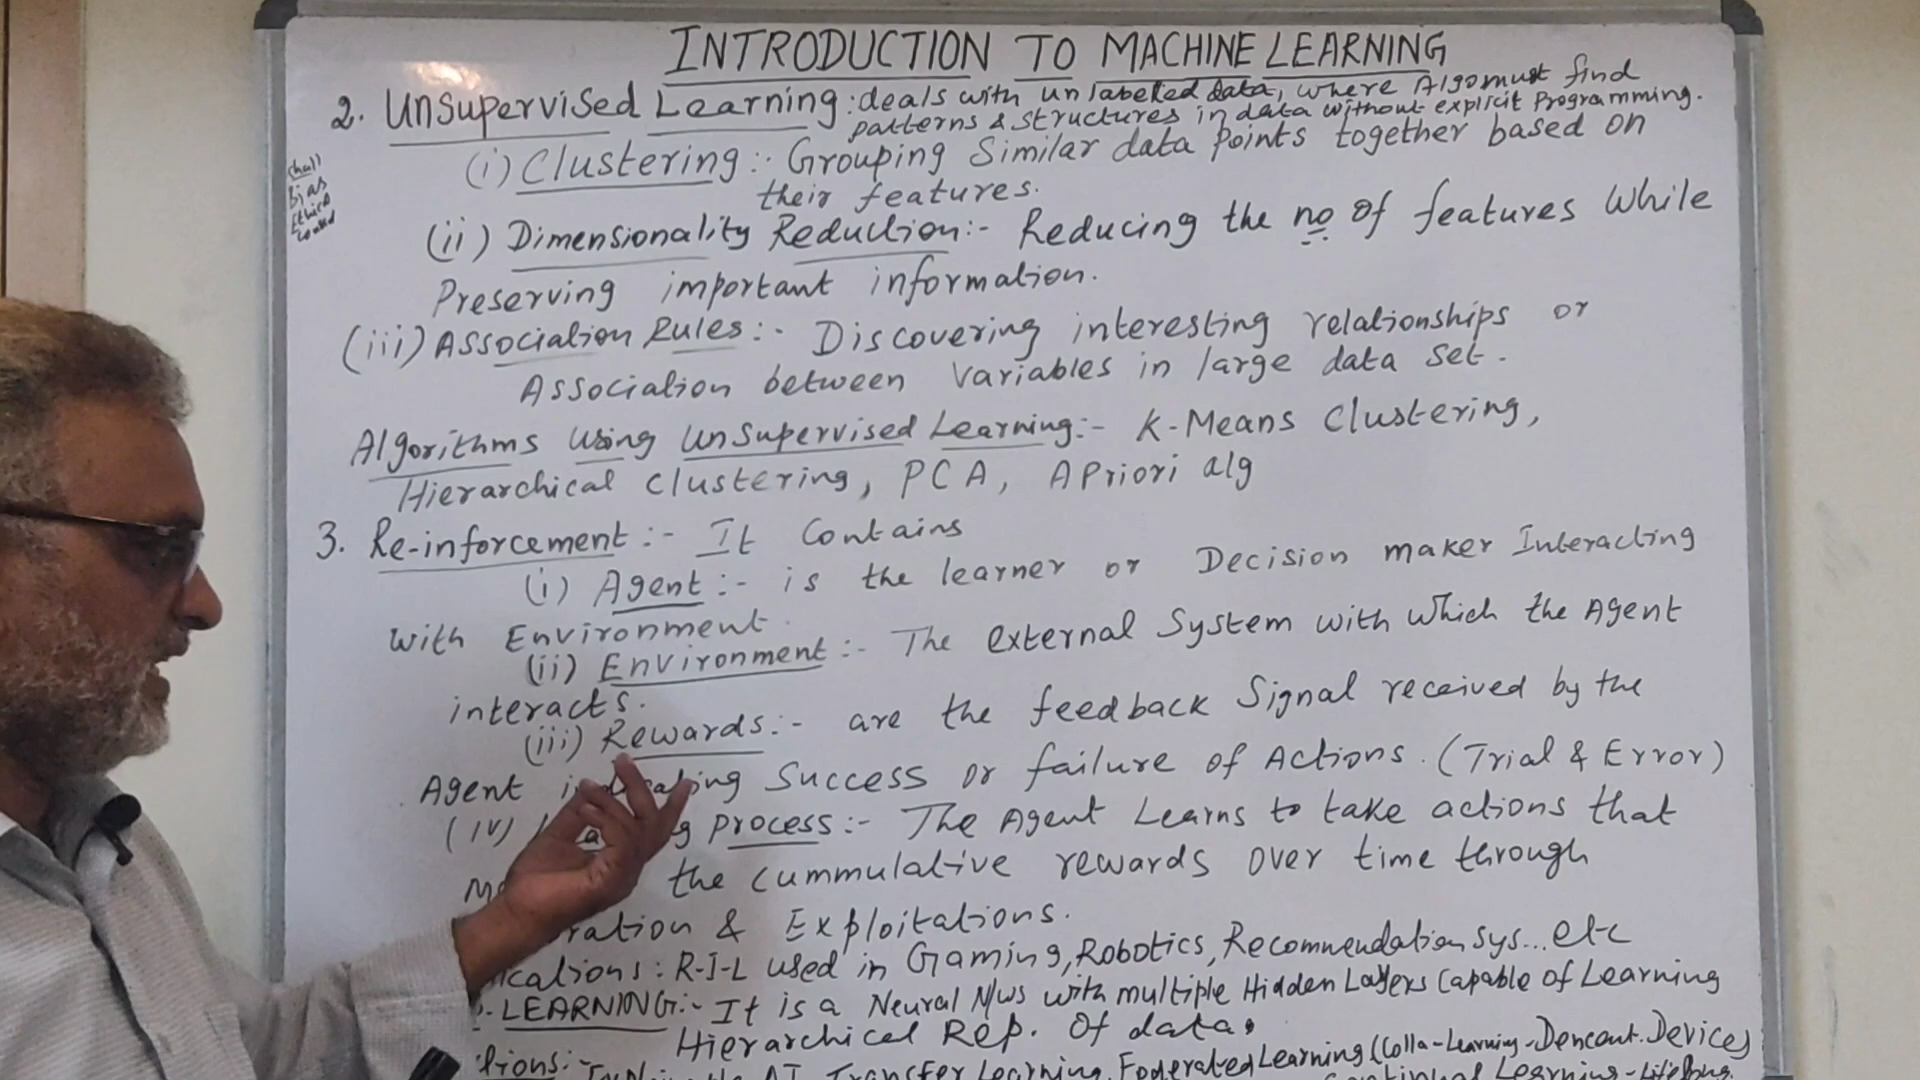 INTRODUCTION TO MACHINE LEARNING
2. Unsupervised Learning: deals with unlabelled data, where Algo must find
patterns & structures in data without explicit Programming.
(i) Clustering:- Grouping Similar data Points together based on
their features.
(ii) Dimensionality Reduction:- Reducing the no of features while
Preserving important information.
(iii) Association Rules:- Discovering interesting relationships or
Association between Variables in large data set.
Algorithms Using Unsupervised Learning:- K-Means Clustering,
Hierarchical clustering, PCA, APriori alg
3. Re-inforcement:- It Contains
(i) Agent:- is the learner or Decision maker Interacting
with Environment.
(ii) Environment:- The external System with which the Agent
interacts.
(iii) Rewards:- are the feedback Signal received by the
Agent Success or failure of Actions. (Trial & Error)
(IV) Process:- The Agent Learns to take actions that
the cummulative rewards over time through
& Exploitations.
R-I-L used in Gaming, Robotics, Recommendation Sys... etc
LEARNING:- It is a Neural N/ws with multiple Hidden Layers Capable of Learning
Hierarchical Rep. Of data.
AI, Transfer Learning, Federated Learning (Colla-Learning-Dencent. Device)
Learning
Bias